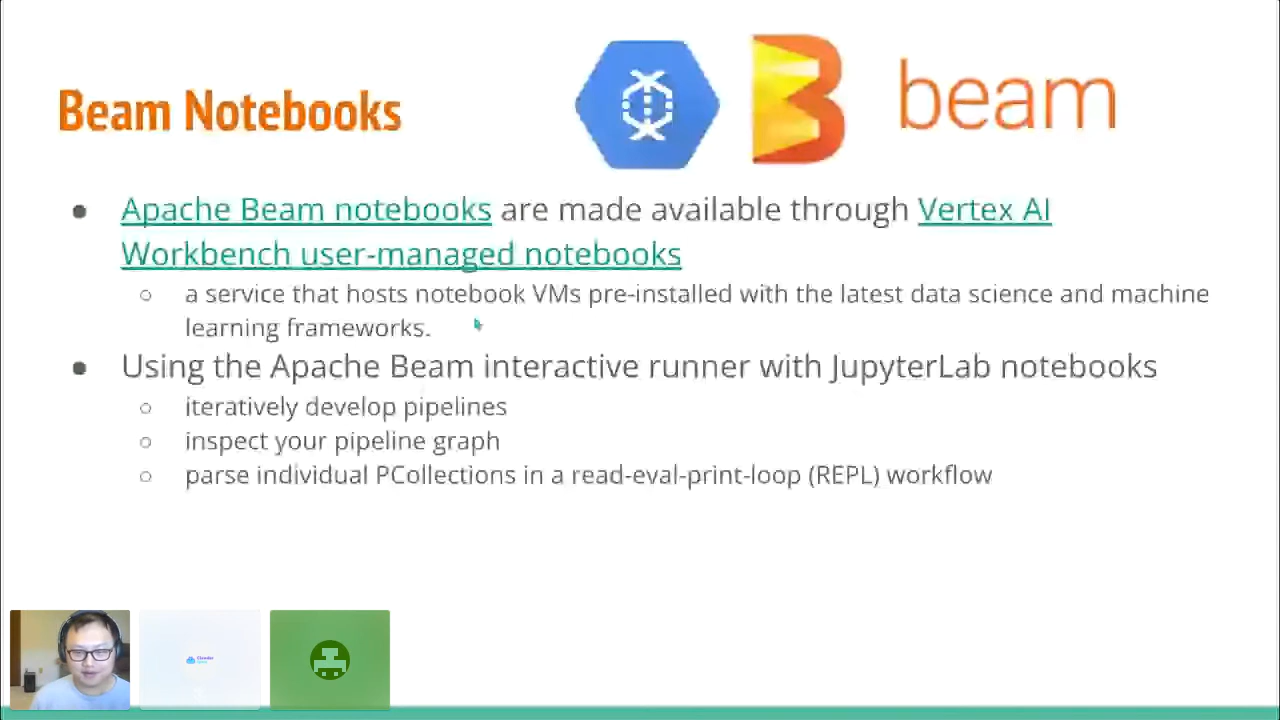 Beam Notebooks
beam
Apache Beam notebooks are made available through Vertex AI
Workbench user-managed notebooks
a service that hosts notebook VMs pre-installed with the latest data science and machine
learning frameworks.
Using the Apache Beam interactive runner with JupyterLab notebooks
iteratively develop pipelines
inspect your pipeline graph
parse individual PCollections in a read-eval-print-loop (REPL) workflow